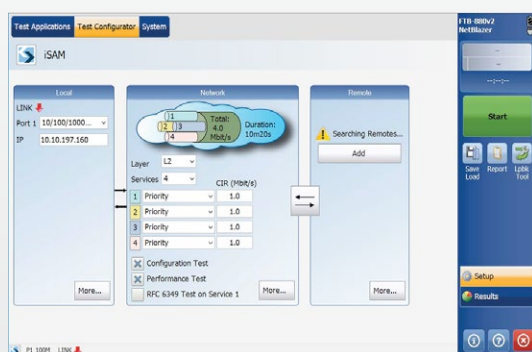 Test Applications Test Configurator System
FTB-880v2
NetBlazer
iSAM
Local
LINK
Port 1 10/100/1000...
IP 10.10.197.160
More...
Network
1
2 3
4
Total:
4.0
Mbit/s
Duration:
10m20s
Layer L2
Services 4
CIR (Mbit/s)
1 Priority 1.0
2 Priority 1.0
3 Priority 1.0
4 Priority 1.0
Configuration Test
Performance Test
RFC 6349 Test on Service 1
More...
Remote
Searching Remotes...
Add
More...
--
--
--:--:--
Start
Save
Load
Report
Lpbk
Tool
Setup
Results
P1 100M LINK